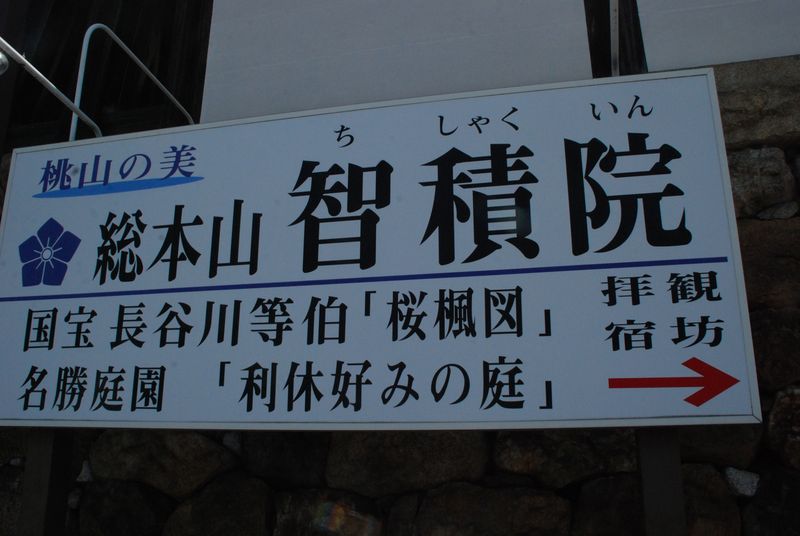 桃山の美
ち しゃく いん
総本山 智積院
国宝 長谷川等伯「桜楓図」
名勝庭園 「利休好みの庭」
拝観
宿坊